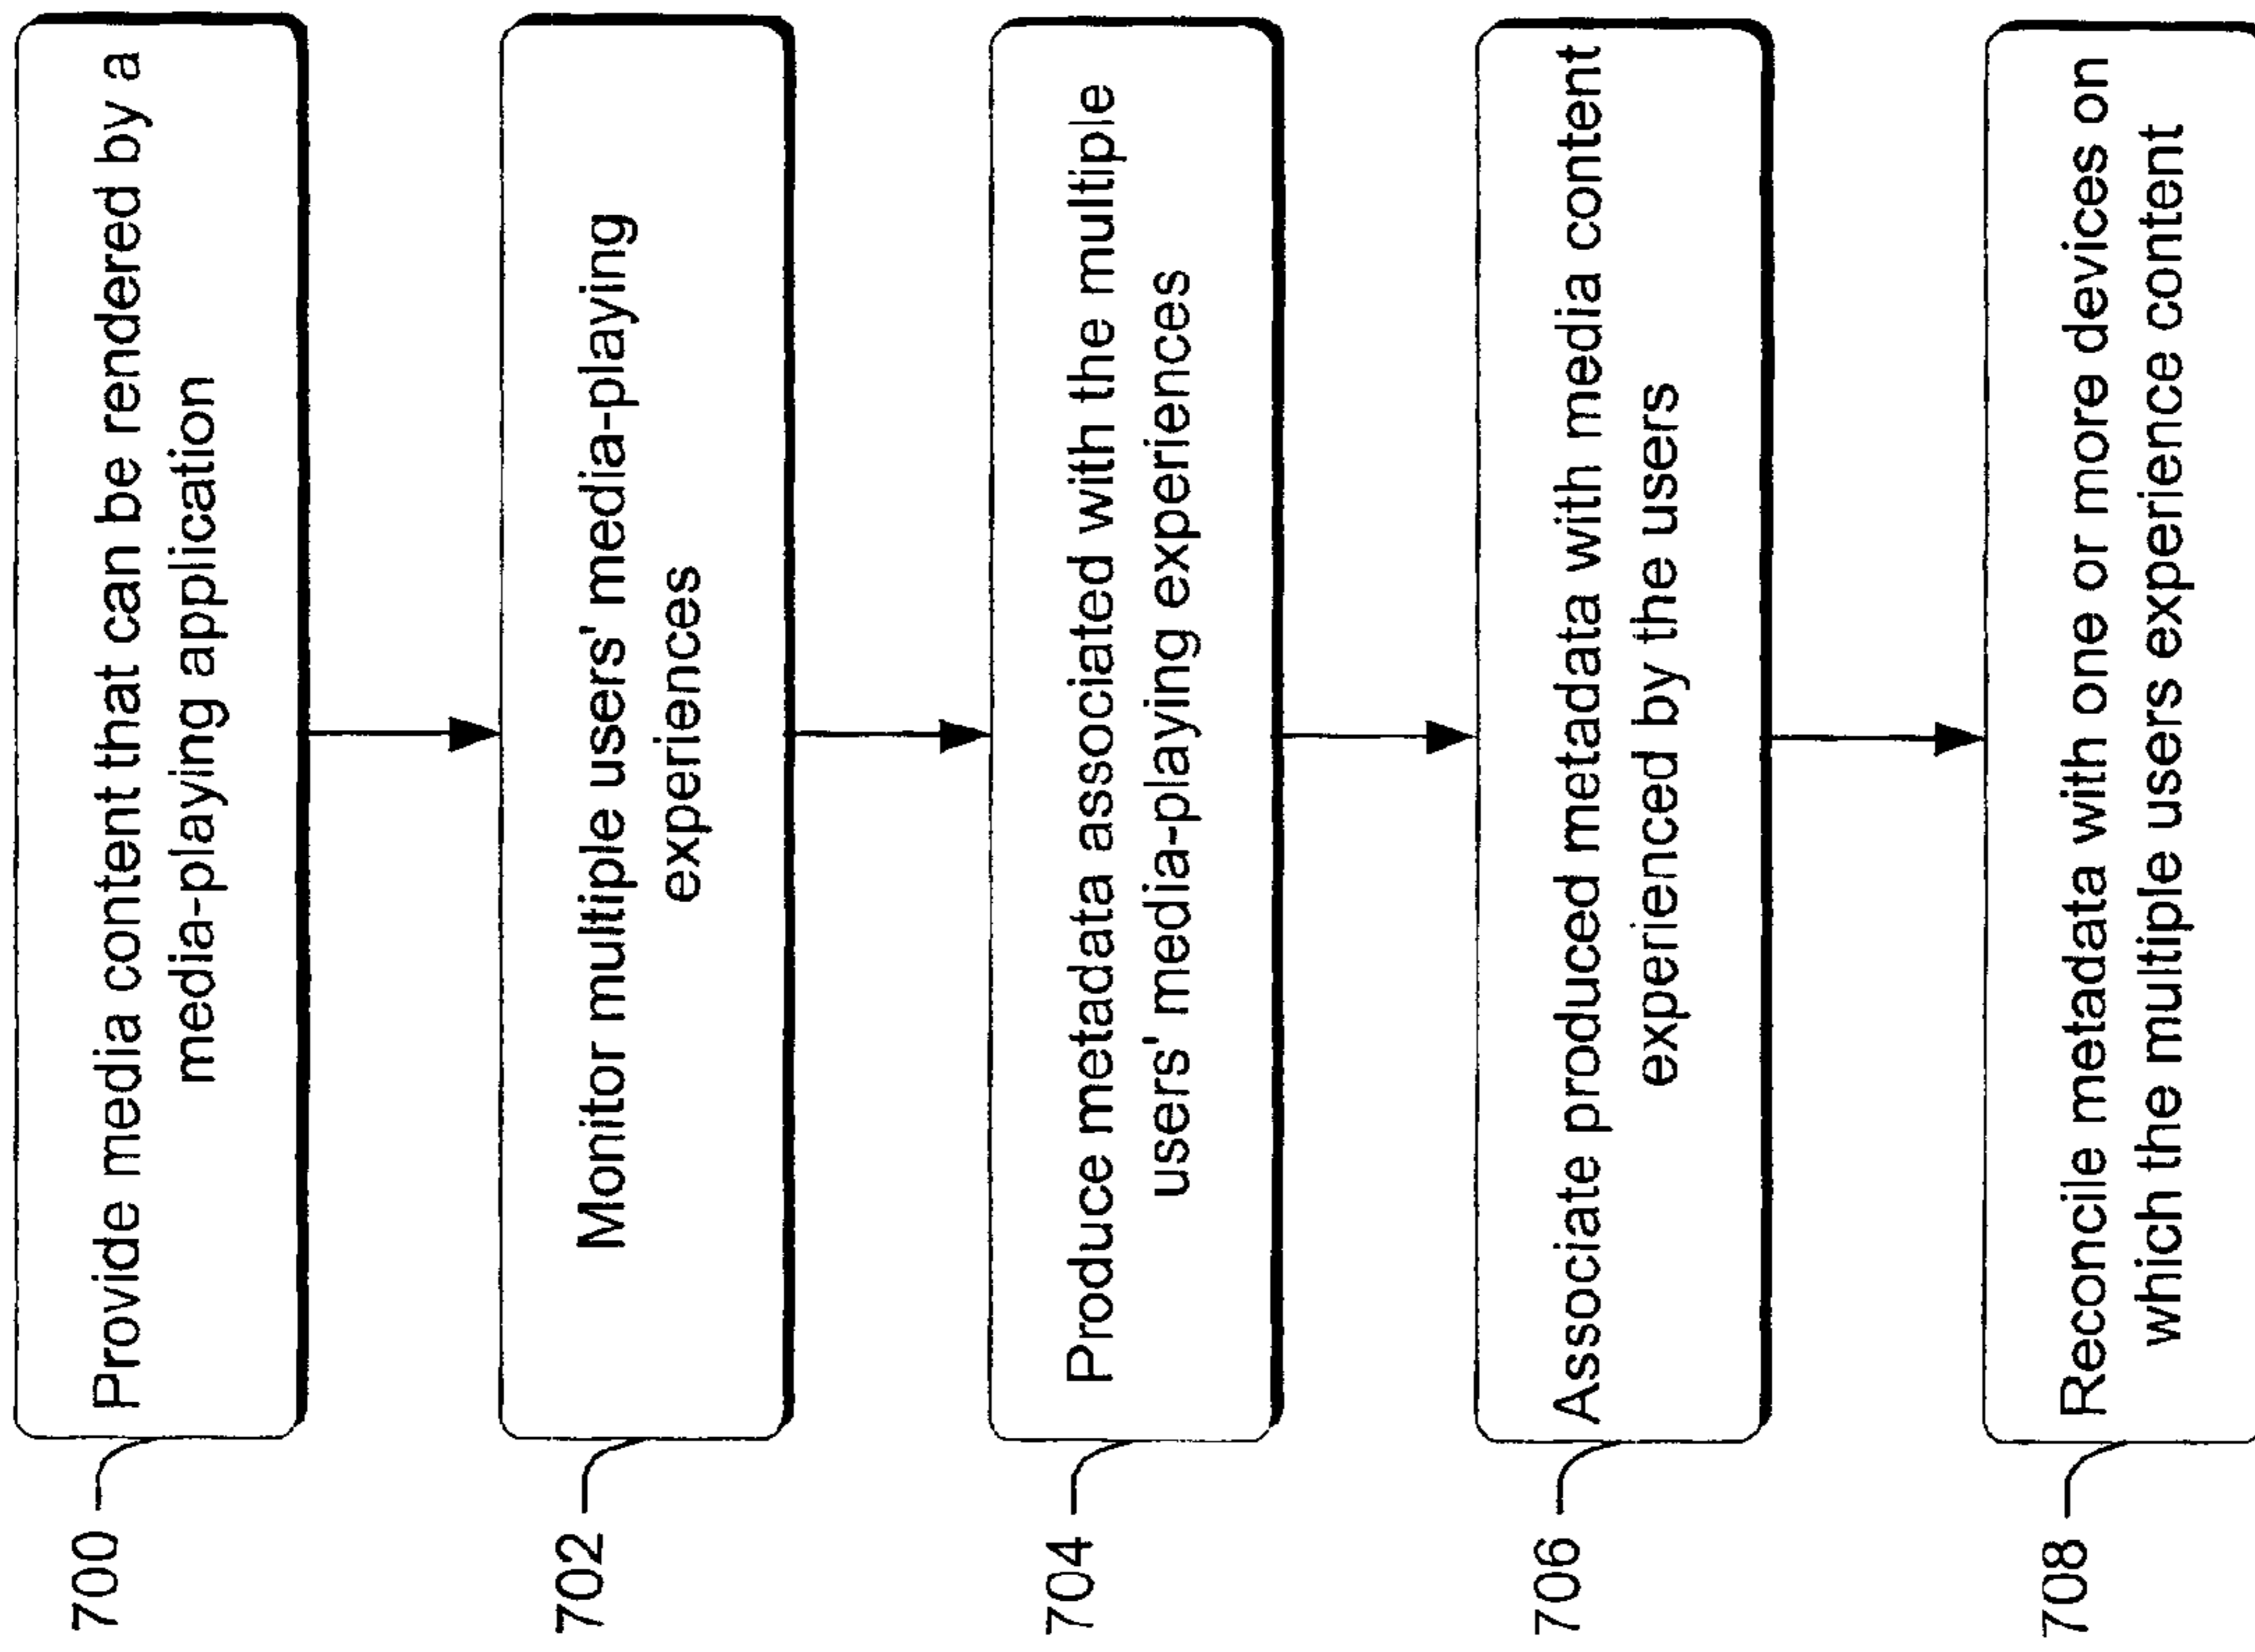 700
Provide media content that can be rendered by a
media-playing application
702
Monitor multiple users' media-playing
experiences
704
Produce metadata associated with the multiple
users' media-playing experiences
706
Associate produced metadata with media content
experienced by the users
708
Reconcile metadata with one or more devices on
which the multiple users experience content